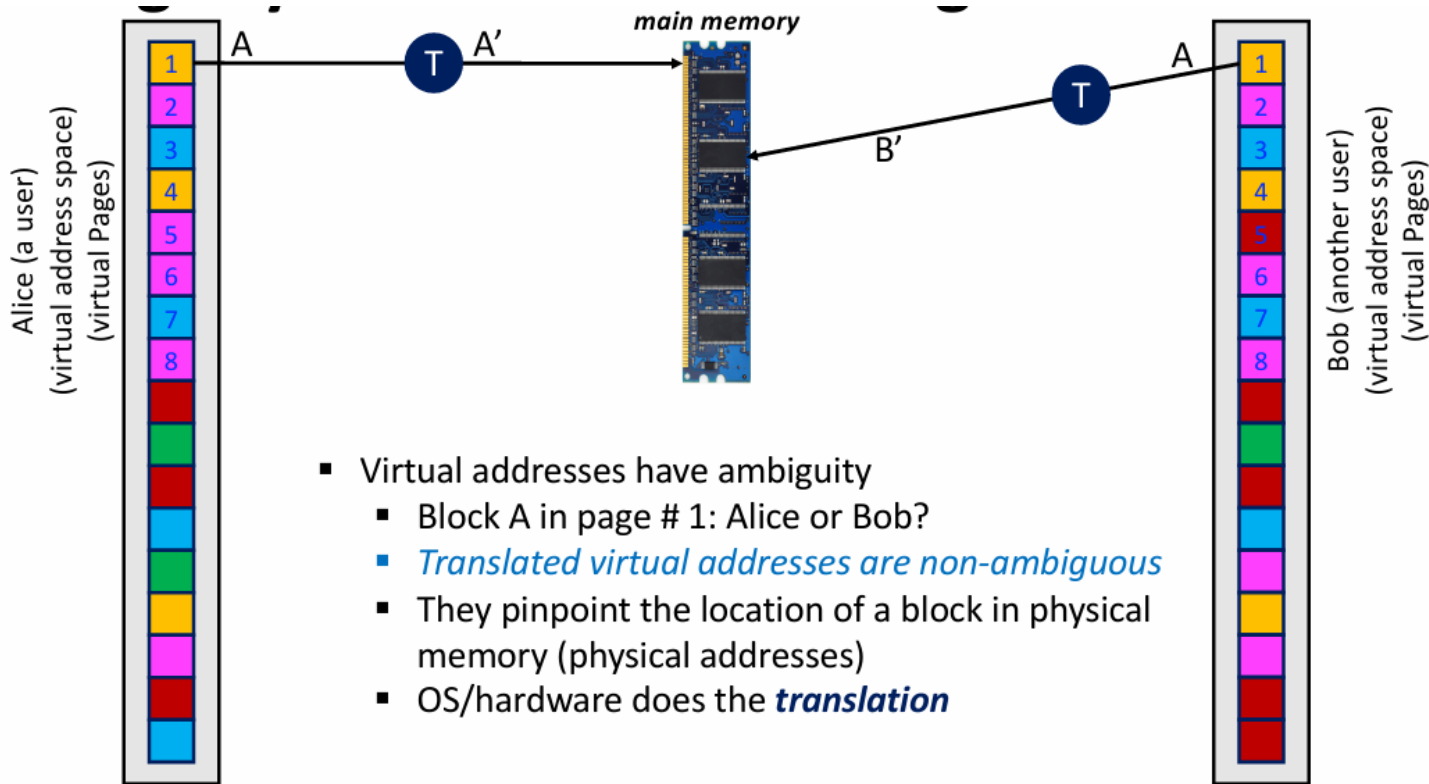 main memory
A
T
A’
A
T
B’
1
2
3
4
5
6
7
8
Alice (a user)
(virtual address space)
(virtual Pages)
1
2
3
4
5
6
7
8
Bob (another user)
(virtual address space)
(virtual Pages)
▪ Virtual addresses have ambiguity
▪ Block A in page # 1: Alice or Bob?
▪ Translated virtual addresses are non-ambiguous
▪ They pinpoint the location of a block in physical
memory (physical addresses)
▪ OS/hardware does the translation